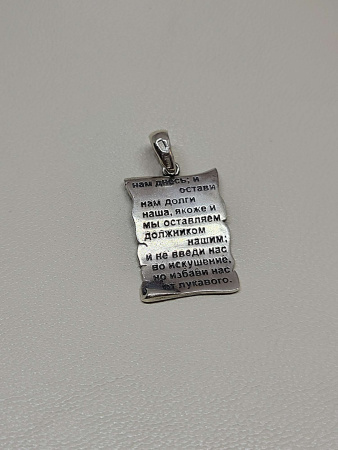 нам днесь; и
остави
нам долги
наша, якоже и
мы оставляем
должником
нашим;
и не введи нас
во искушение,
но избави нас
от лукавого.